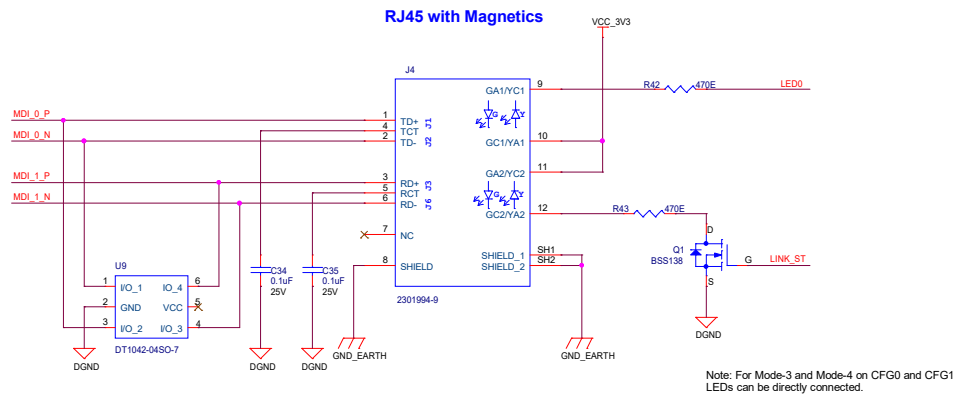 RJ45 with Magnetics
VCC_3V3
J4
MDI_0_P
MDI_0_N
MDI_1_P
MDI_1_N
1
4
2
3
5
6
7
8
TD+
TCT
TD-
RD+
RCT
RD-
NC
SHIELD
J1
J2
J3
J6
G
Y
G
Y
GA1/YC1
GC1/YA1
GA2/YC2
GC2/YA2
SHIELD_1
SHIELD_2
9
10
11
12
SH1
SH2
2301994-9
R42
470E
LED0
R43
470E
D
Q1
BSS138
G
LINK_ST
S
DGND
U9
1
2
3
I/O_1
GND
I/O_2
IO_4
VCC
I/O_3
6
5
4
DT1042-04SO-7
DGND
C34
0.1uF
25V
DGND
C35
0.1uF
25V
DGND
GND_EARTH
GND_EARTH
Note: For Mode-3 and Mode-4 on CFG0 and CFG1
LEDs can be directly connected.